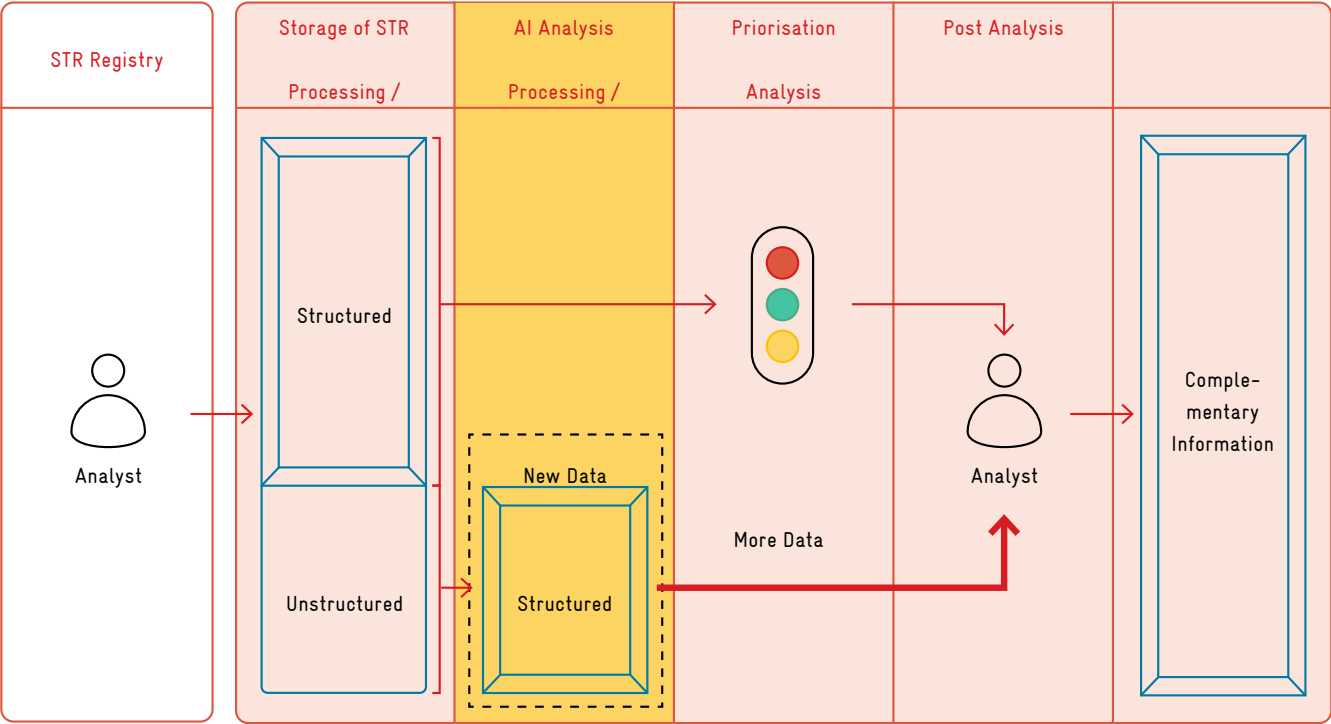 STR Registry
Storage of STR
Processing /
AI Analysis
Processing /
Priorisation
Analysis
Post Analysis
Analyst
Structured
Unstructured
New Data
Structured
More Data
Analyst
Comple-
mentary
Information